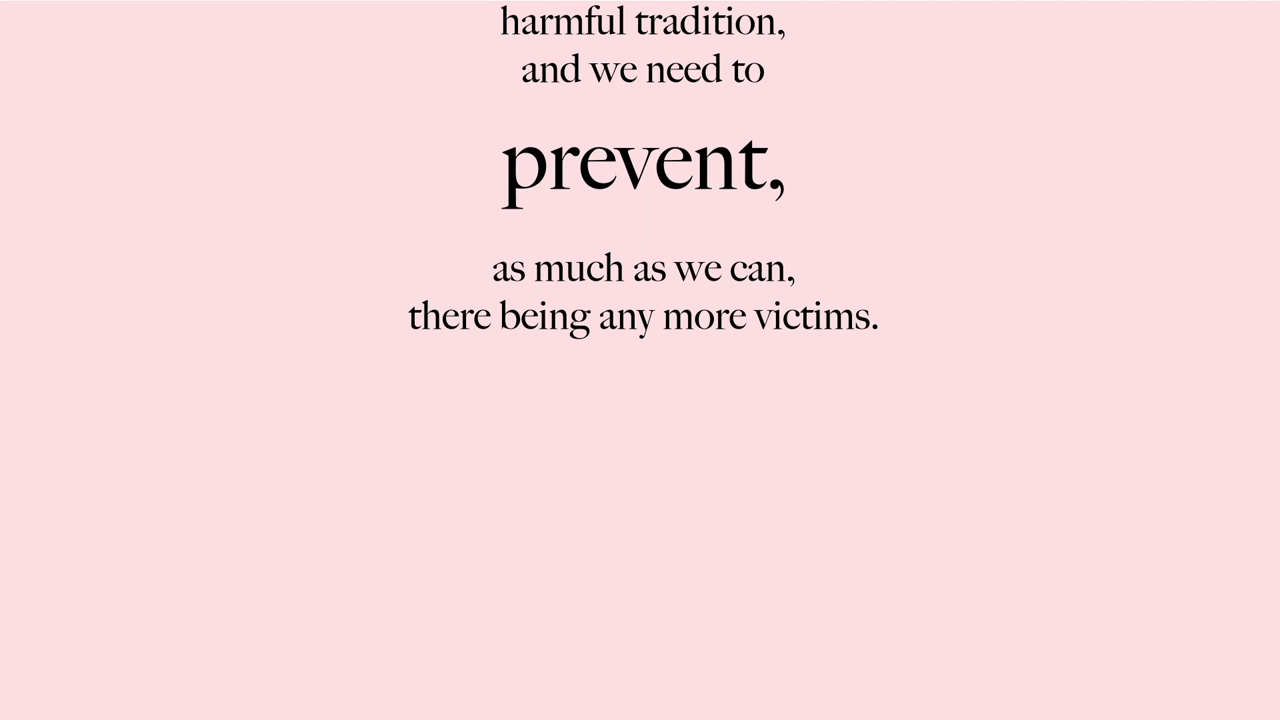 harmful tradition,
and we need to
prevent,
as much as we can,
there being any more victims.